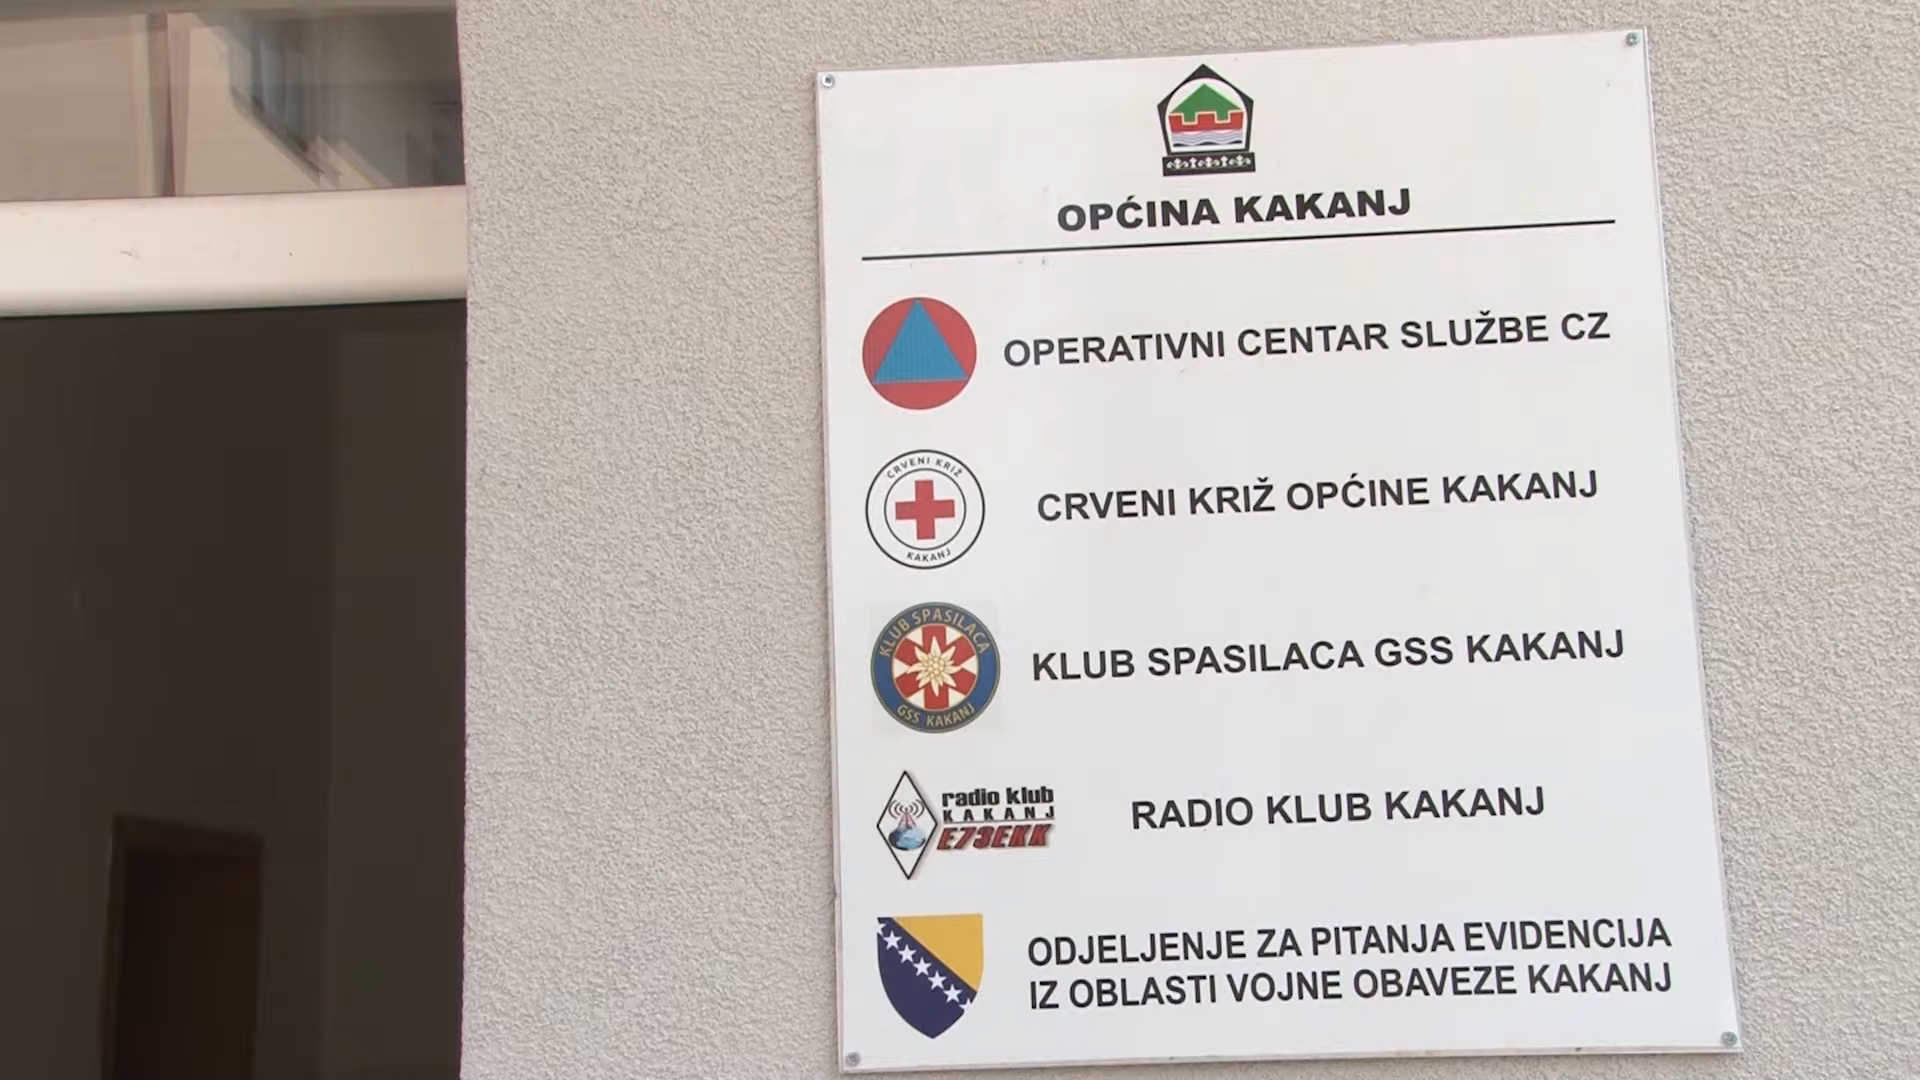 OPĆINA KAKANJ
OPERATIVNI CENTAR SLUŽBE CZ
CRVENI KRIŽ
KAKANJ
CRVENI KRIŽ OPĆINE KAKANJ
KLUB SPASILACA
GSS KAKANJ
KLUB SPASILACA GSS KAKANJ
radio klub
KAKANJ
E73EKK
RADIO KLUB KAKANJ
ODJELJENJE ZA PITANJA EVIDENCIJA
IZ OBLASTI VOJNE OBAVEZE KAKANJ